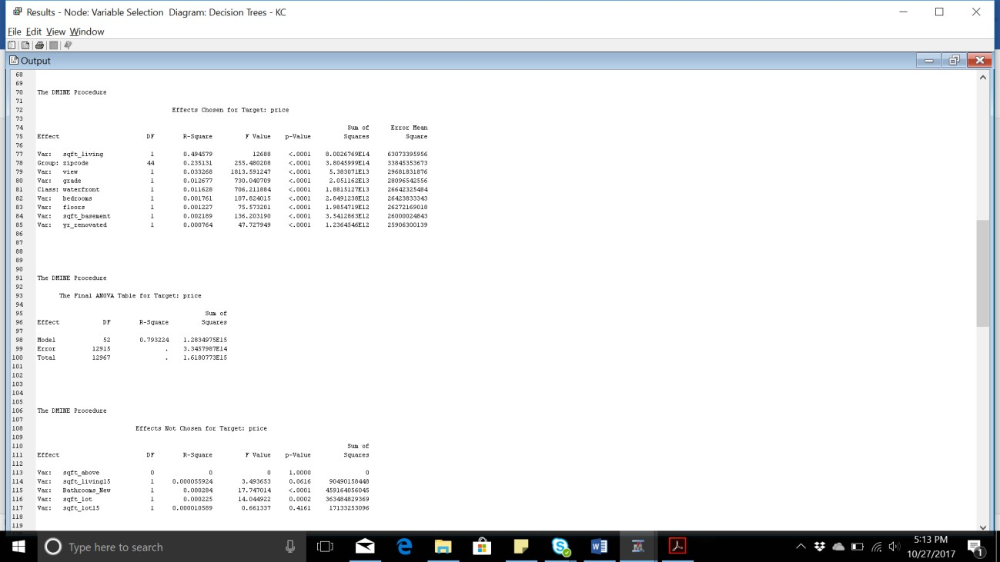 Results - Node: Variable Selection Diagram: Decision Trees - KC
File Edit View Window
Output
68
69
70 The DMINE Procedure
71
72 Effects Chosen for Target: price
73
74 Sum of Error Mean
75 Effect DF R-Square F Value p-Value Squares Square
76
77 Var: sqft_living 1 0.494579 12688 <.0001 8.0026769E14 63073395956
78 Group: zipcode 44 0.235131 255.480208 <.0001 3.8045999E14 33845353673
79 Var: view 1 0.033268 1813.591247 <.0001 5.383071E13 29681831876
80 Var: grade 1 0.012677 730.040709 <.0001 2.051162E13 28096542556
81 Class: waterfront 1 0.011628 706.211884 <.0001 1.8815127E13 26642325484
82 Var: bedrooms 1 0.001761 107.824015 <.0001 2.8491238E12 26423833343
83 Var: floors 1 0.001227 75.573201 <.0001 1.9854719E12 26272169018
84 Var: sqft_basement 1 0.002189 136.203190 <.0001 3.5412863E12 26000024843
85 Var: yr_renovated 1 0.000764 47.727949 <.0001 1.2364546E12 25906300139
86
87
88
89
90
91 The DMINE Procedure
92
93 The Final ANOVA Table for Target: price
94
95 Sum of
96 Effect DF R-Square Squares
97
98 Model 52 0.793224 1.2834975E15
99 Error 12915 . 3.3457987E14
100 Total 12967 . 1.6180773E15
101
102
103
104
105
106 The DMINE Procedure
107
108 Effects Not Chosen for Target: price
109
110 Sum of
111 Effect DF R-Square F Value p-Value Squares
112
113 Var: sqft_above 0 0 0 1.0000 0
114 Var: sqft_living15 1 0.000055924 3.493653 0.0616 90490158448
115 Var: Bathrooms_New 1 0.000284 17.747014 <.0001 459164056045
116 Var: sqft_lot 1 0.000225 14.044922 0.0002 363484829369
117 Var: sqft_lot15 1 0.000010589 0.661337 0.4161 17133253096
118
119
Type here to search
5:13 PM
10/27/2017
1